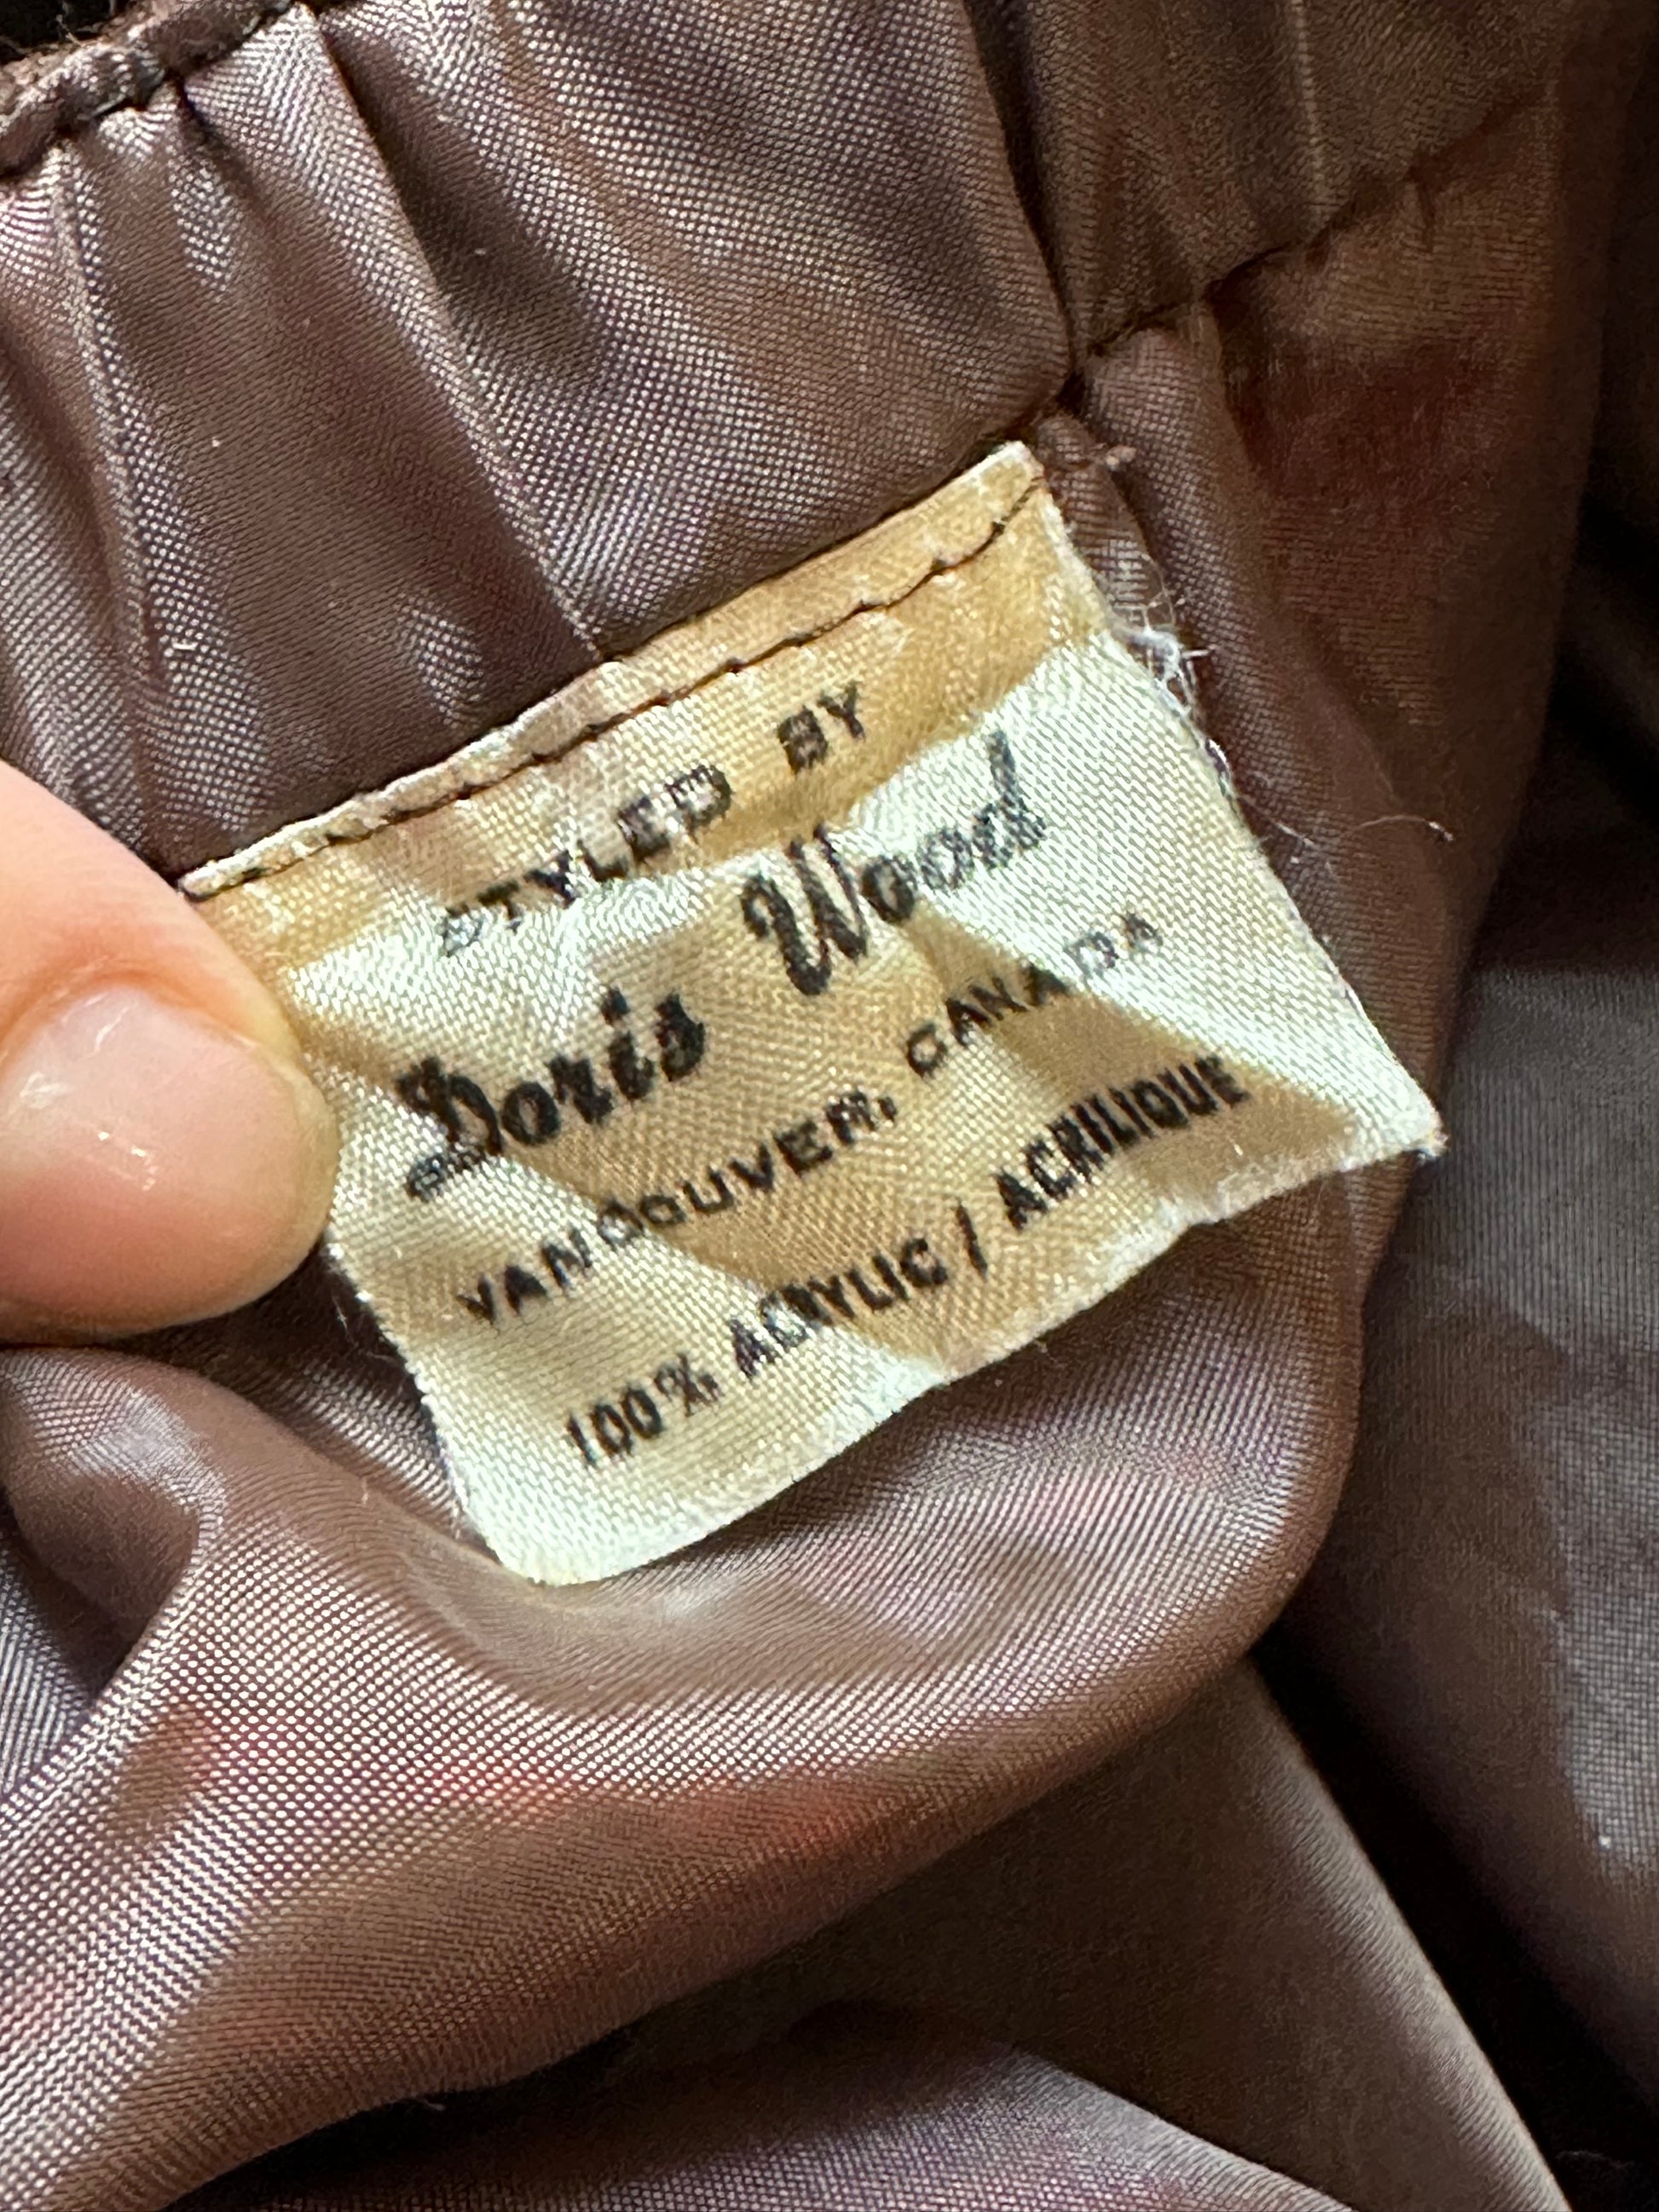 STYLED BY
Doris Wood
VANCOUVER, CANADA
100% ACRYLIC / ACRILIQUE